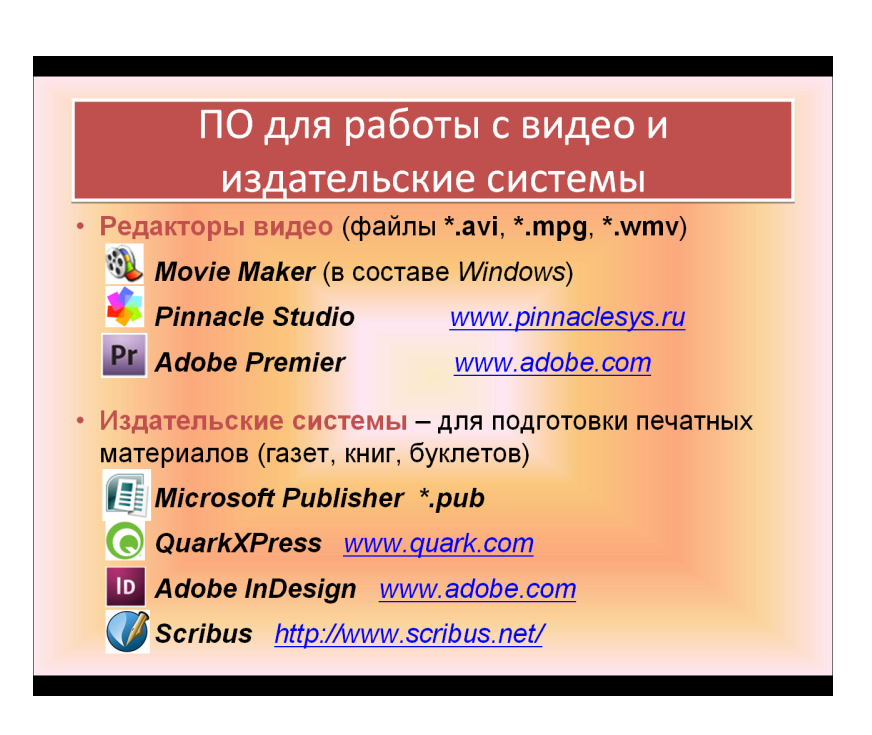 ПО для работы с видео и
издательские системы
• Редакторы видео (файлы *.avi, *.mpg, *.wmv)
Movie Maker (в составе Windows)
Pinnacle Studio www.pinnaclesys.ru
Pr Adobe Premier www.adobe.com
• Издательские системы – для подготовки печатных
материалов (газет, книг, буклетов)
Microsoft Publisher *.pub
QuarkXPress www.quark.com
ID Adobe InDesign www.adobe.com
Scribus http://www.scribus.net/